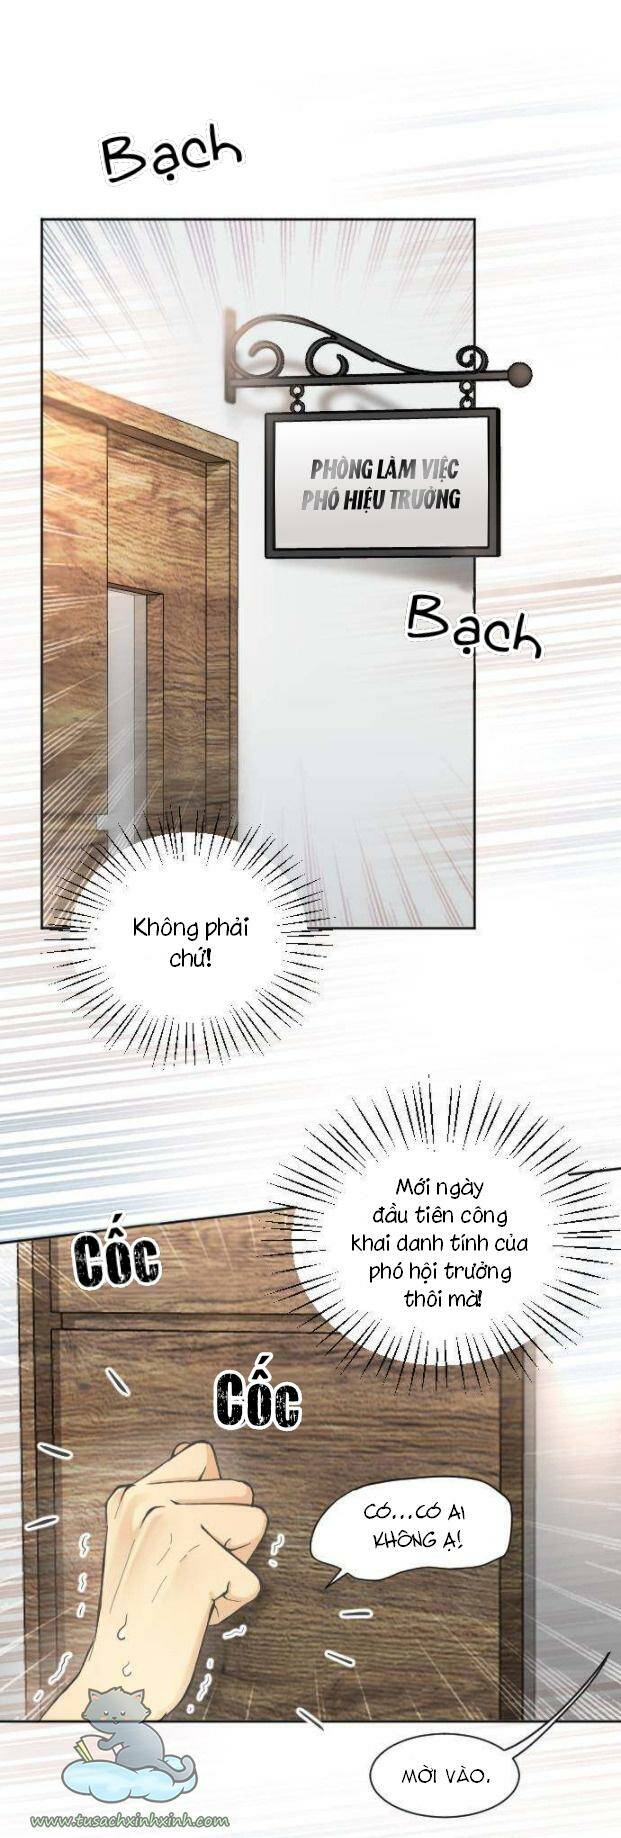 Bạch
PHÒNG LÀM VIỆC
PHÓ HIỆU TRƯỞNG
Bạch
Không phải
chứ!
Mới ngày
đầu tiên công
khai danh tính của
phó hội trưởng
thôi mà!
CỐC
CỐC
CÓ...CÓ AI
KHÔNG Ạ!
MỜI VÀO.
www.tusachxinhxinh.com